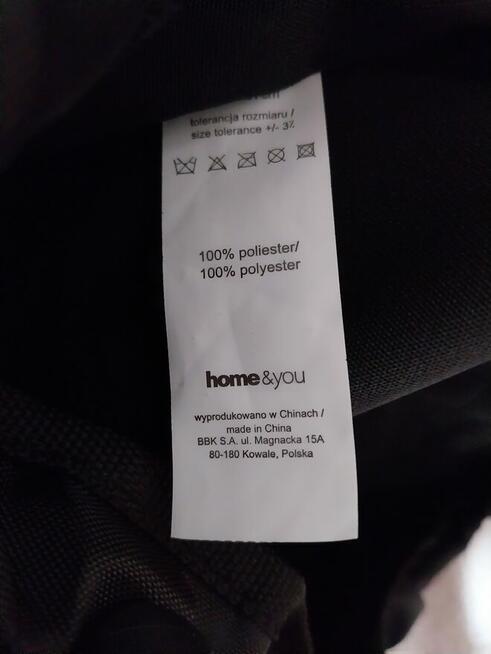 tolerancja rozmiaru /
size tolerance +/- 3%
100% poliester/
100% polyester
home&you
wyprodukowano w Chinach /
made in China
BBK S.A. ul. Magnacka 15A
80-180 Kowale, Polska